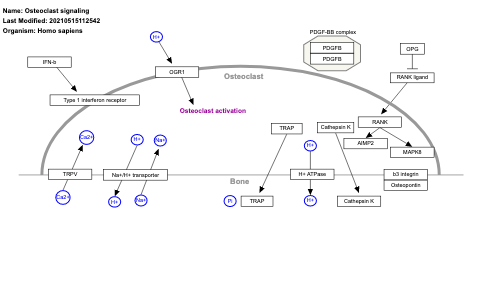 Name: Osteoclast signaling
Last Modified: 20210515112542
Organism: Homo sapiens
H+
PDGF-BB complex
PDGFB
PDGFB
OPG
IFN-b
OGR1
Osteoclast
RANK ligand
Type 1 interferon receptor
Osteoclast activation
RANK
TRAP
Cathepsin K
AIMP2
MAPK8
Ca2+
H+
Na+
H+
TRPV
Na+/H+ transporter
Bone
H+ ATPase
b3 integrin
Osteopontin
Ca2+
H+
Na+
Pi
TRAP
H+
Cathepsin K